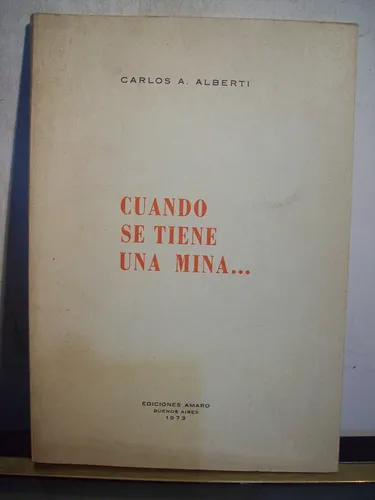 CARLOS A. ALBERTI
CUANDO
SE TIENE
UNA MINA...
EDICIONES AMARO
BUENOS AIRES
1973